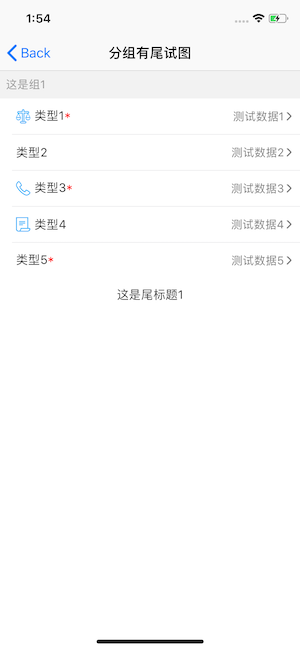 1:54
Back
分组有尾试图
这是组1
类型1*
测试数据1
类型2
测试数据2
类型3*
测试数据3
类型4
测试数据4
类型5*
测试数据5
这是尾标题1